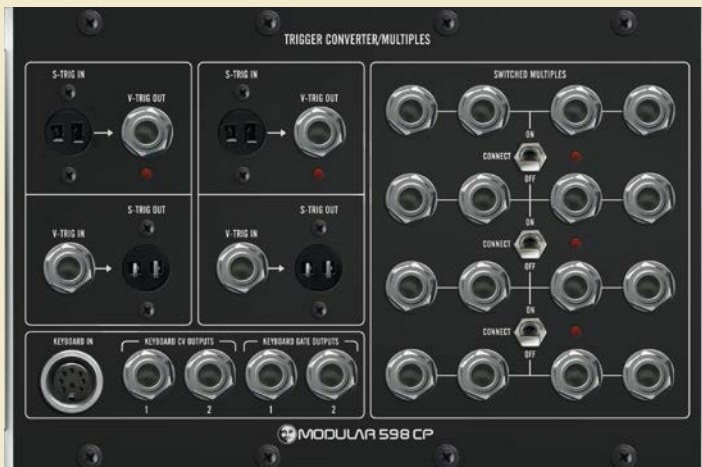 TRIGGER CONVERTER/MULTIPLES
S-TRIG IN
V-TRIG OUT
S-TRIG IN
V-TRIG OUT
V-TRIG IN
S-TRIG OUT
V-TRIG IN
S-TRIG OUT
SWITCHED MULTIPLES
ON
CONNECT
OFF
ON
CONNECT
OFF
ON
CONNECT
OFF
KEYBOARD IN
KEYBOARD CV OUTPUTS
1 2
KEYBOARD GATE OUTPUTS
1 2
MODULAR 598 CP